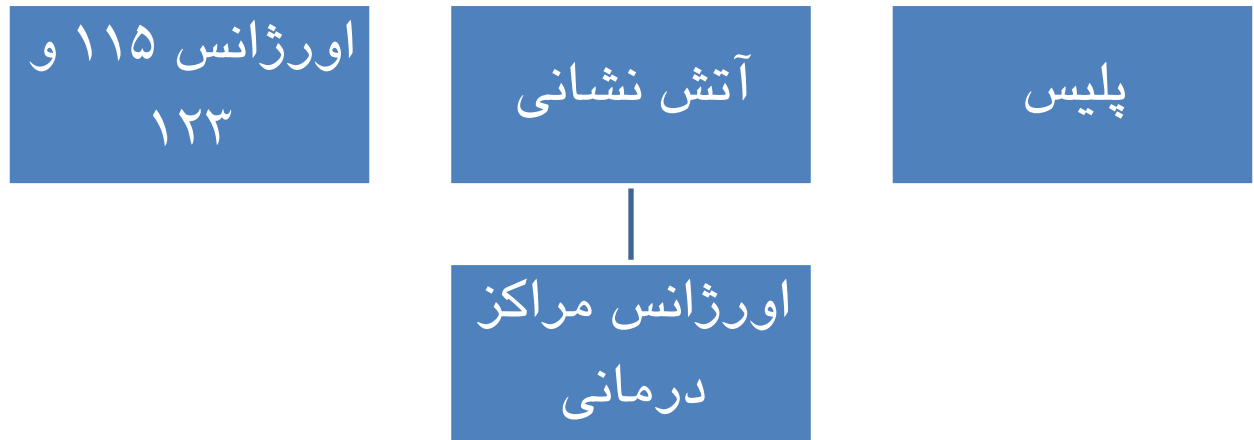 پلیس
آتش نشانی
اورژانس ۱۱۵ و
۱۲۳
اورژانس مراکز
درمانی